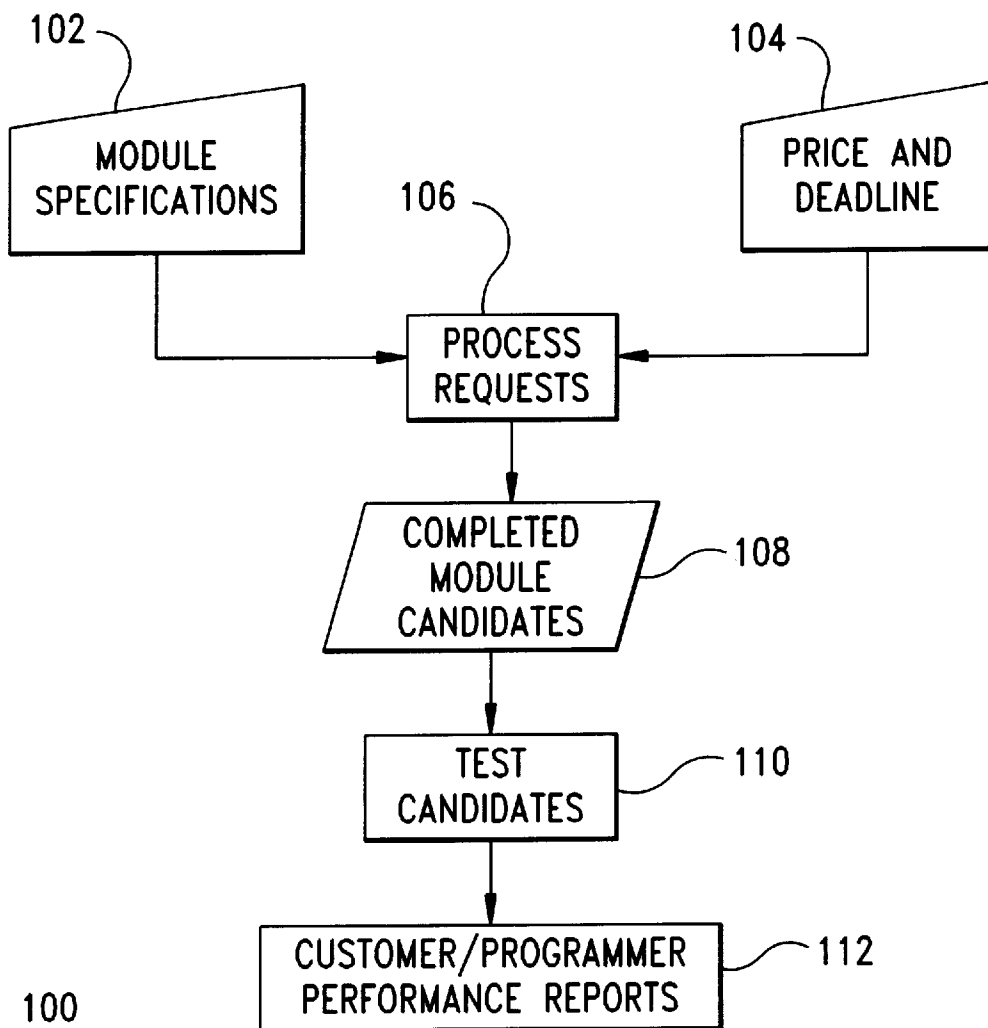 102
104
MODULE
SPECIFICATIONS
PRICE AND
DEADLINE
106
PROCESS
REQUESTS
COMPLETED
MODULE
CANDIDATES
108
TEST
CANDIDATES
110
CUSTOMER/PROGRAMMER
PERFORMANCE REPORTS
112
100